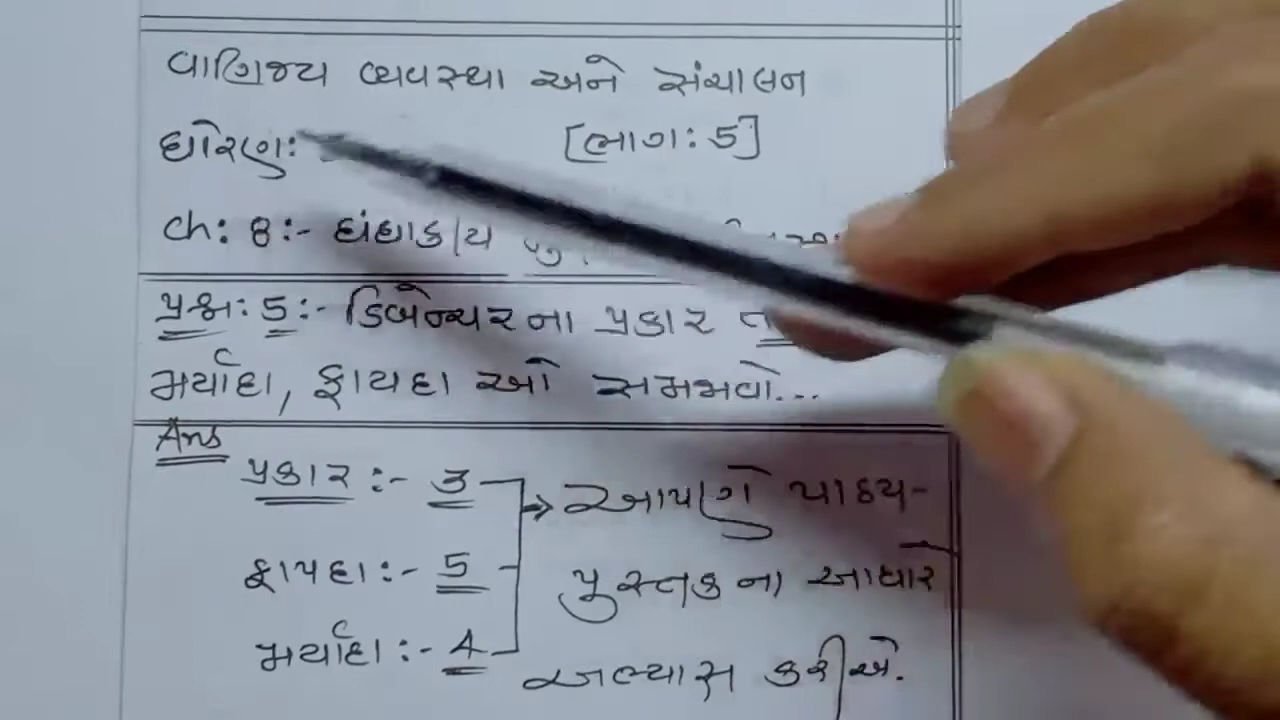 વાણિજ્ય વ્યવસ્થા અને સંચાલન
ધોરણ: [ભાગ: 5]
ch: 8:- ધંધાકીય
પ્રશ્ન: 5:- ડિબેન્ચરના પ્રકાર
મર્યાદા, ફાયદા ઓ સમજાવો...
Ans
પ્રકાર :- 3 → આપણે પાઠ્ય-
ફાયદા:- 5 પુસ્તકના આધારે
મર્યાદા:- 4 અભ્યાસ કરીએ.